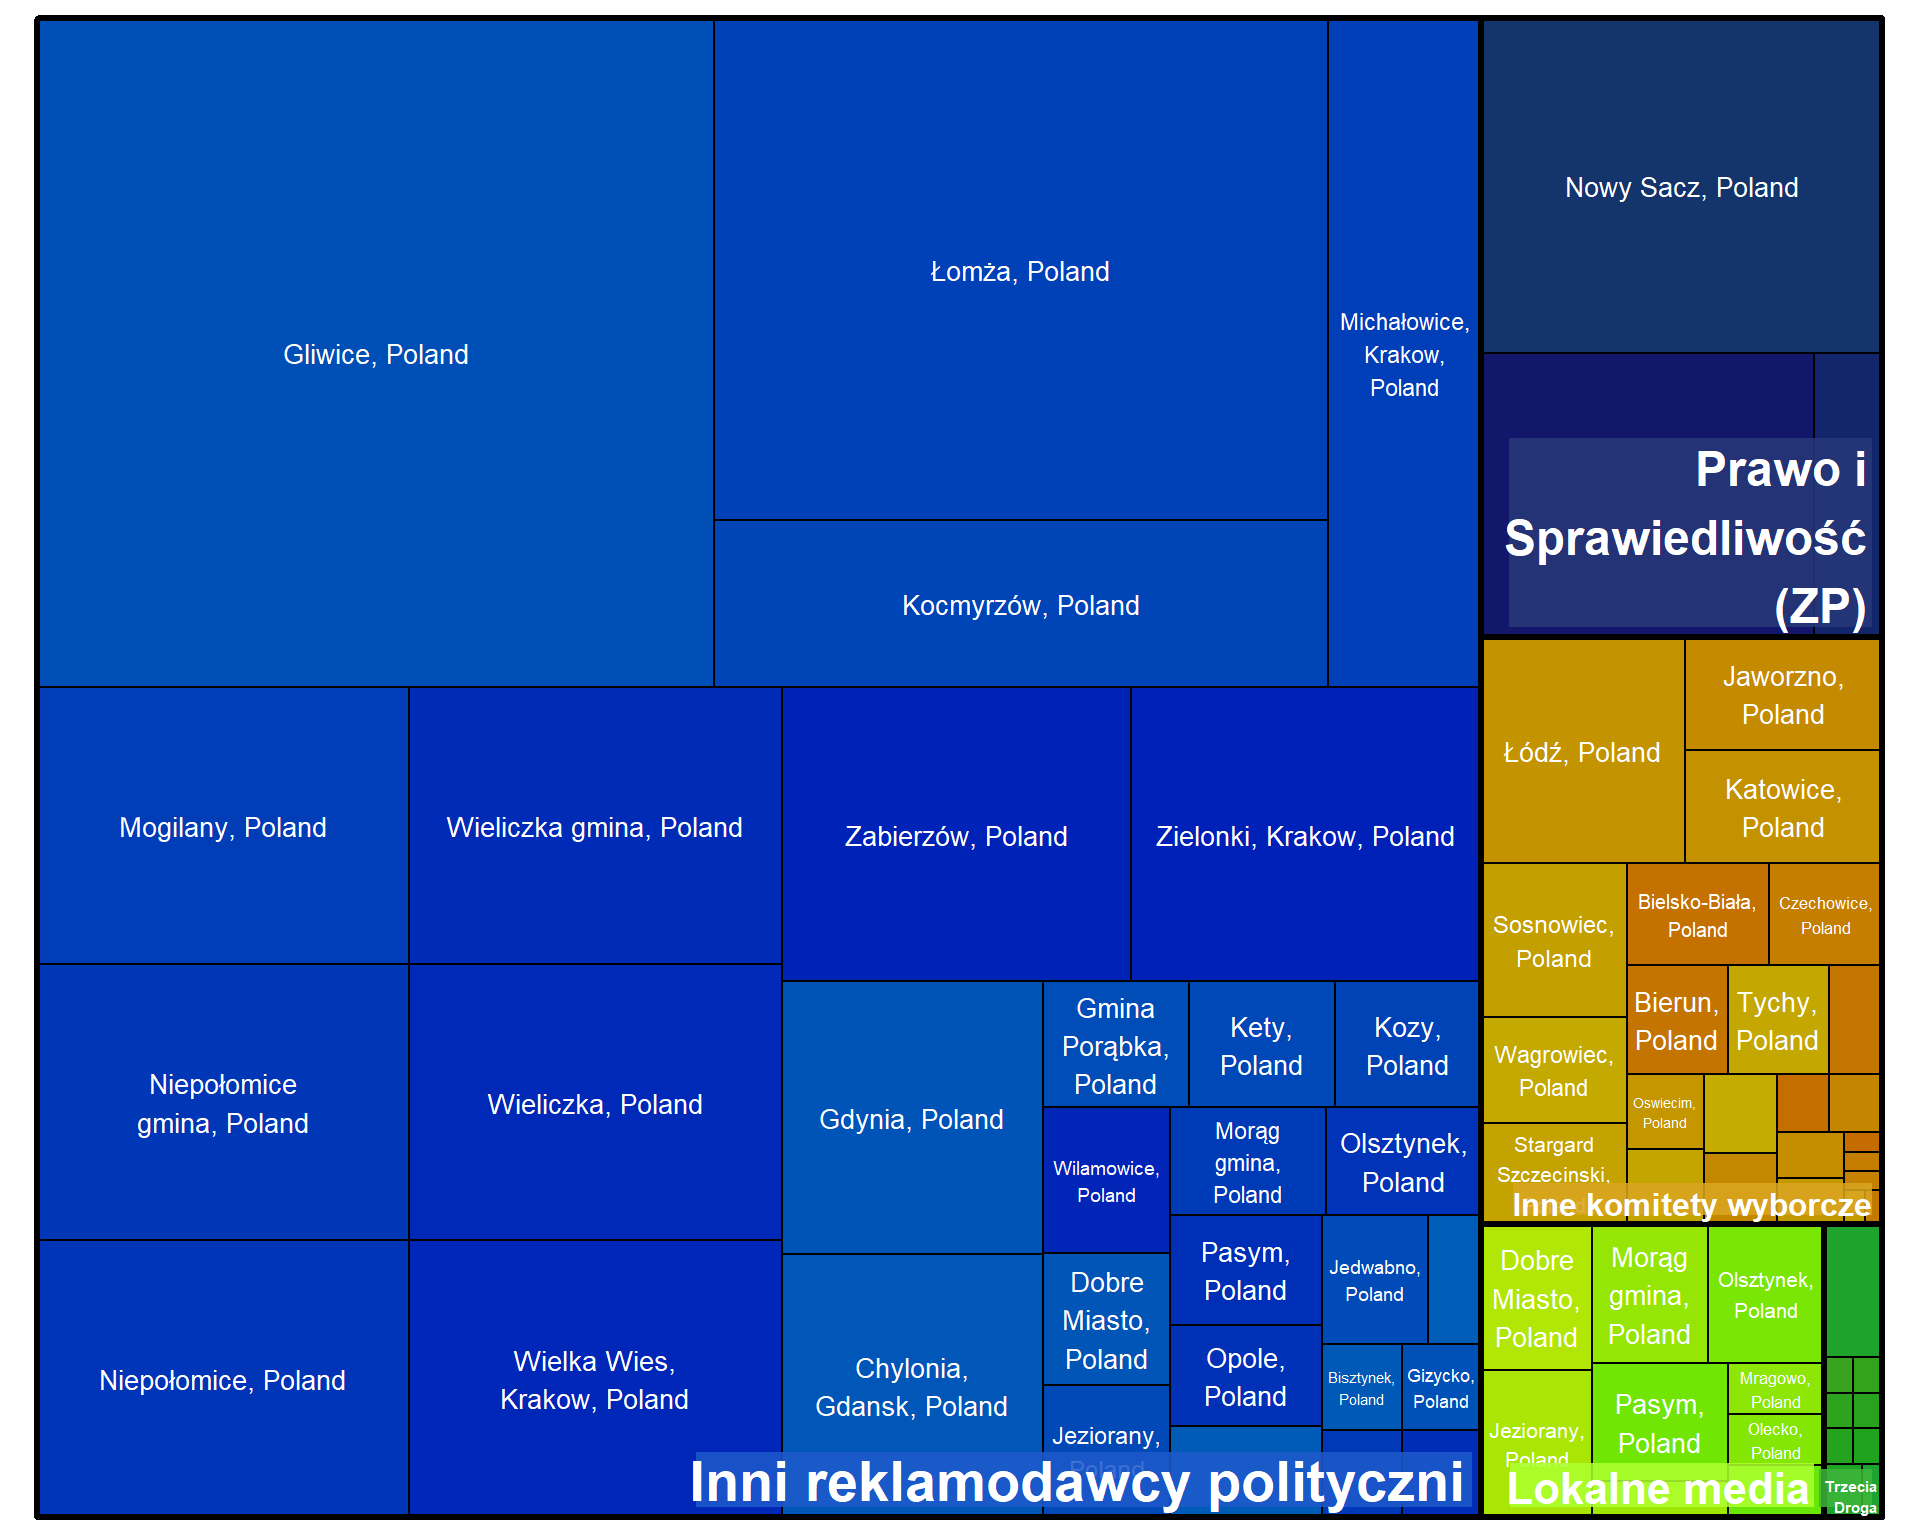 Gliwice, Poland
Łomża, Poland
Michałowice,
Krakow,
Poland
Kocmyrzów, Poland
Mogilany, Poland
Wieliczka gmina, Poland
Zabierzów, Poland
Zielonki, Krakow, Poland
Niepołomice
gmina, Poland
Wieliczka, Poland
Niepołomice, Poland
Wielka Wies,
Krakow, Poland
Gdynia, Poland
Chylonia,
Gdansk, Poland
Gmina
Porąbka,
Poland
Kety,
Poland
Kozy,
Poland
Wilamowice,
Poland
Morąg
gmina,
Poland
Olsztynek,
Poland
Dobre
Miasto,
Poland
Pasym,
Poland
Jedwabno,
Poland
Opole,
Poland
Bisztynek,
Poland
Gizycko,
Poland
Jeziorany,
Poland
Inni reklamodawcy polityczni
Nowy Sacz, Poland
Prawo i
Sprawiedliwość
(ZP)
Łódź, Poland
Jaworzno,
Poland
Katowice,
Poland
Sosnowiec,
Poland
Bielsko-Biała,
Poland
Czechowice,
Poland
Bierun,
Poland
Tychy,
Poland
Wagrowiec,
Poland
Oswiecim,
Poland
Stargard
Szczecinski,
Inne komitety wyborcze
Dobre
Miasto,
Poland
Morąg
gmina,
Poland
Olsztynek,
Poland
Jeziorany,
Poland
Pasym,
Poland
Mragowo,
Poland
Olecko,
Poland
Lokalne media
Trzecia
Droga